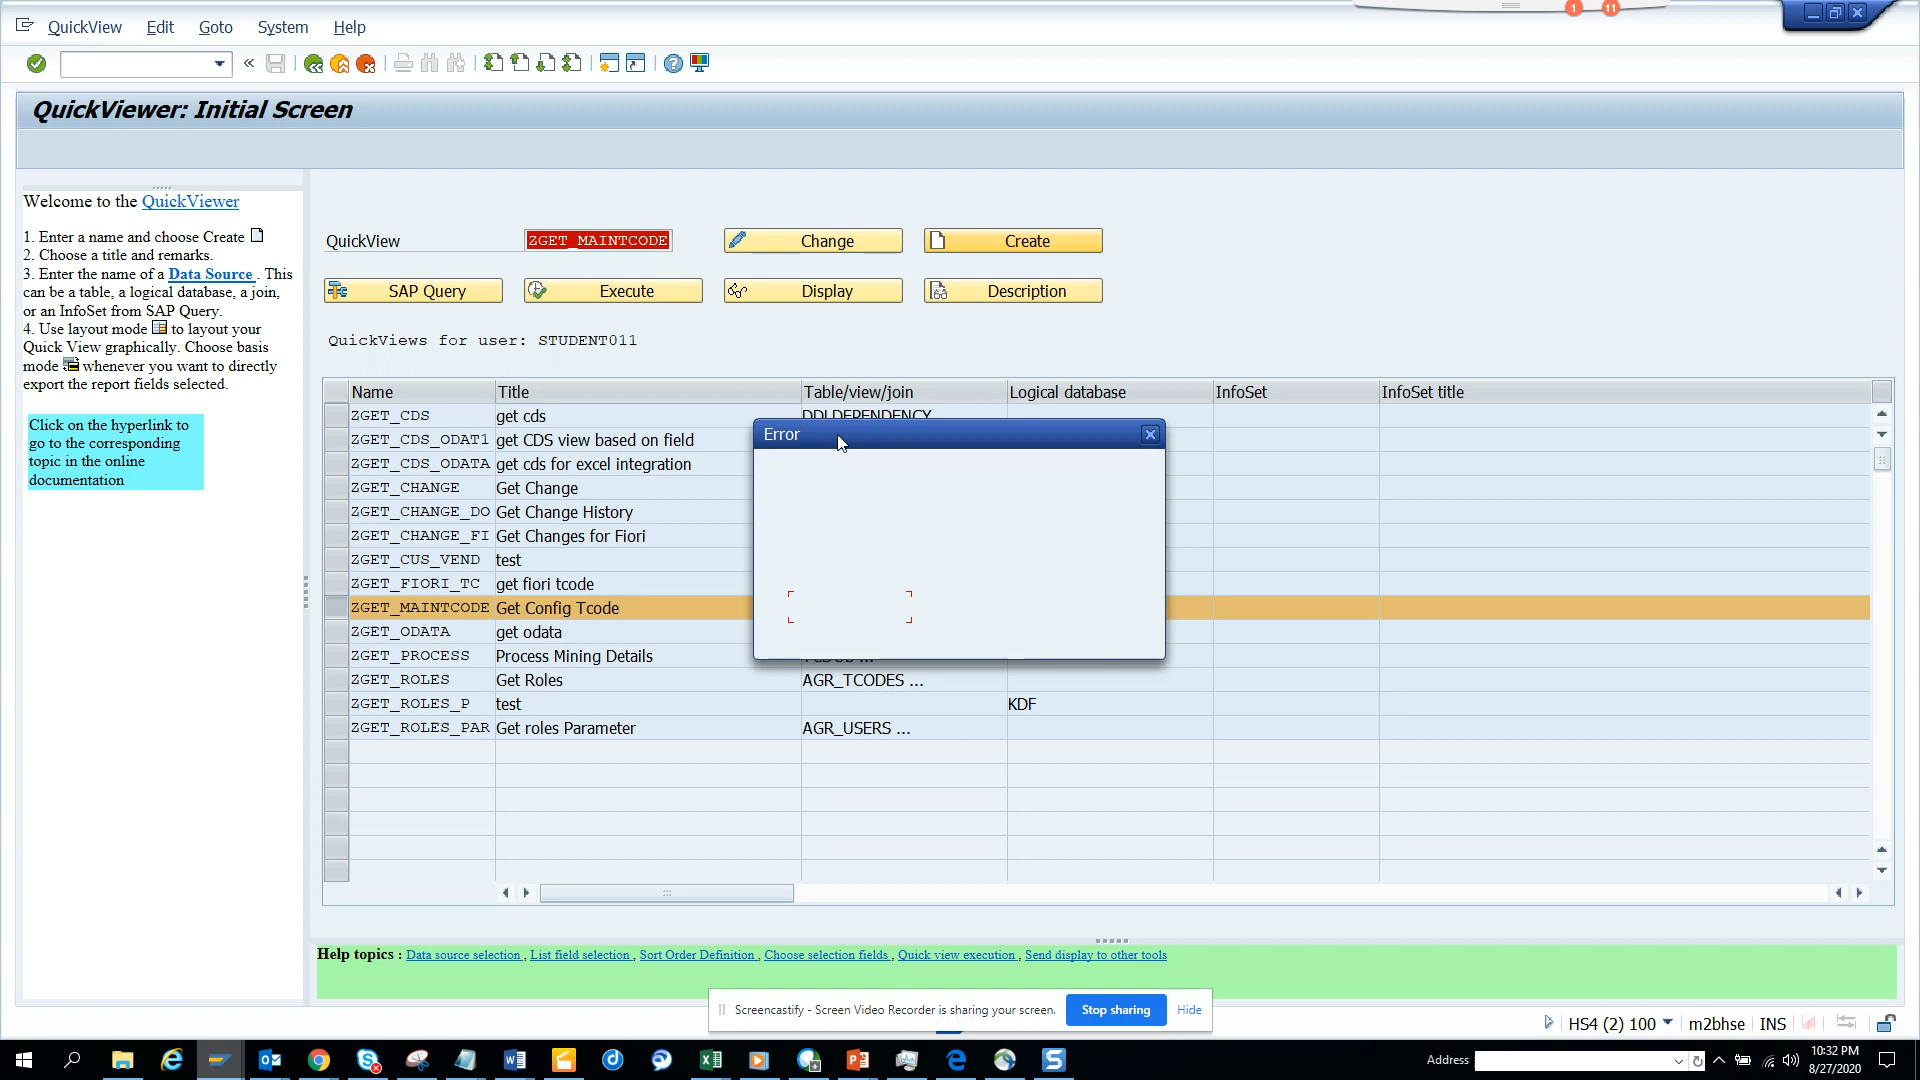 1 11
QuickView Edit Goto System Help
QuickViewer: Initial Screen
Welcome to the QuickViewer
1. Enter a name and choose Create
2. Choose a title and remarks.
3. Enter the name of a Data Source . This
can be a table, a logical database, a join,
or an InfoSet from SAP Query.
4. Use layout mode to layout your
Quick View graphically. Choose basis
mode whenever you want to directly
export the report fields selected.
Click on the hyperlink to
go to the corresponding
topic in the online
documentation
QuickView ZGET_MAINTCODE Change Create
SAP Query Execute Display Description
QuickViews for user: STUDENT011
Name Title Table/view/join Logical database InfoSet InfoSet title
ZGET_CDS get cds DDLDEPENDENCY
ZGET_CDS_ODAT1 get CDS view based on field
ZGET_CDS_ODATA get cds for excel integration
ZGET_CHANGE Get Change
ZGET_CHANGE_DO Get Change History
ZGET_CHANGE_FI Get Changes for Fiori
ZGET_CUS_VEND test
ZGET_FIORI_TC get fiori tcode
ZGET_MAINTCODE Get Config Tcode
ZGET_ODATA get odata
ZGET_PROCESS Process Mining Details
ZGET_ROLES Get Roles AGR_TCODES ...
ZGET_ROLES_P test KDF
ZGET_ROLES_PAR Get roles Parameter AGR_USERS ...
Error
Help topics : Data source selection , List field selection , Sort Order Definition , Choose selection fields , Quick view execution , Send display to other tools
Screencastify - Screen Video Recorder is sharing your screen. Stop sharing Hide
HS4 (2) 100 m2bhse INS
Address
10:32 PM
8/27/2020